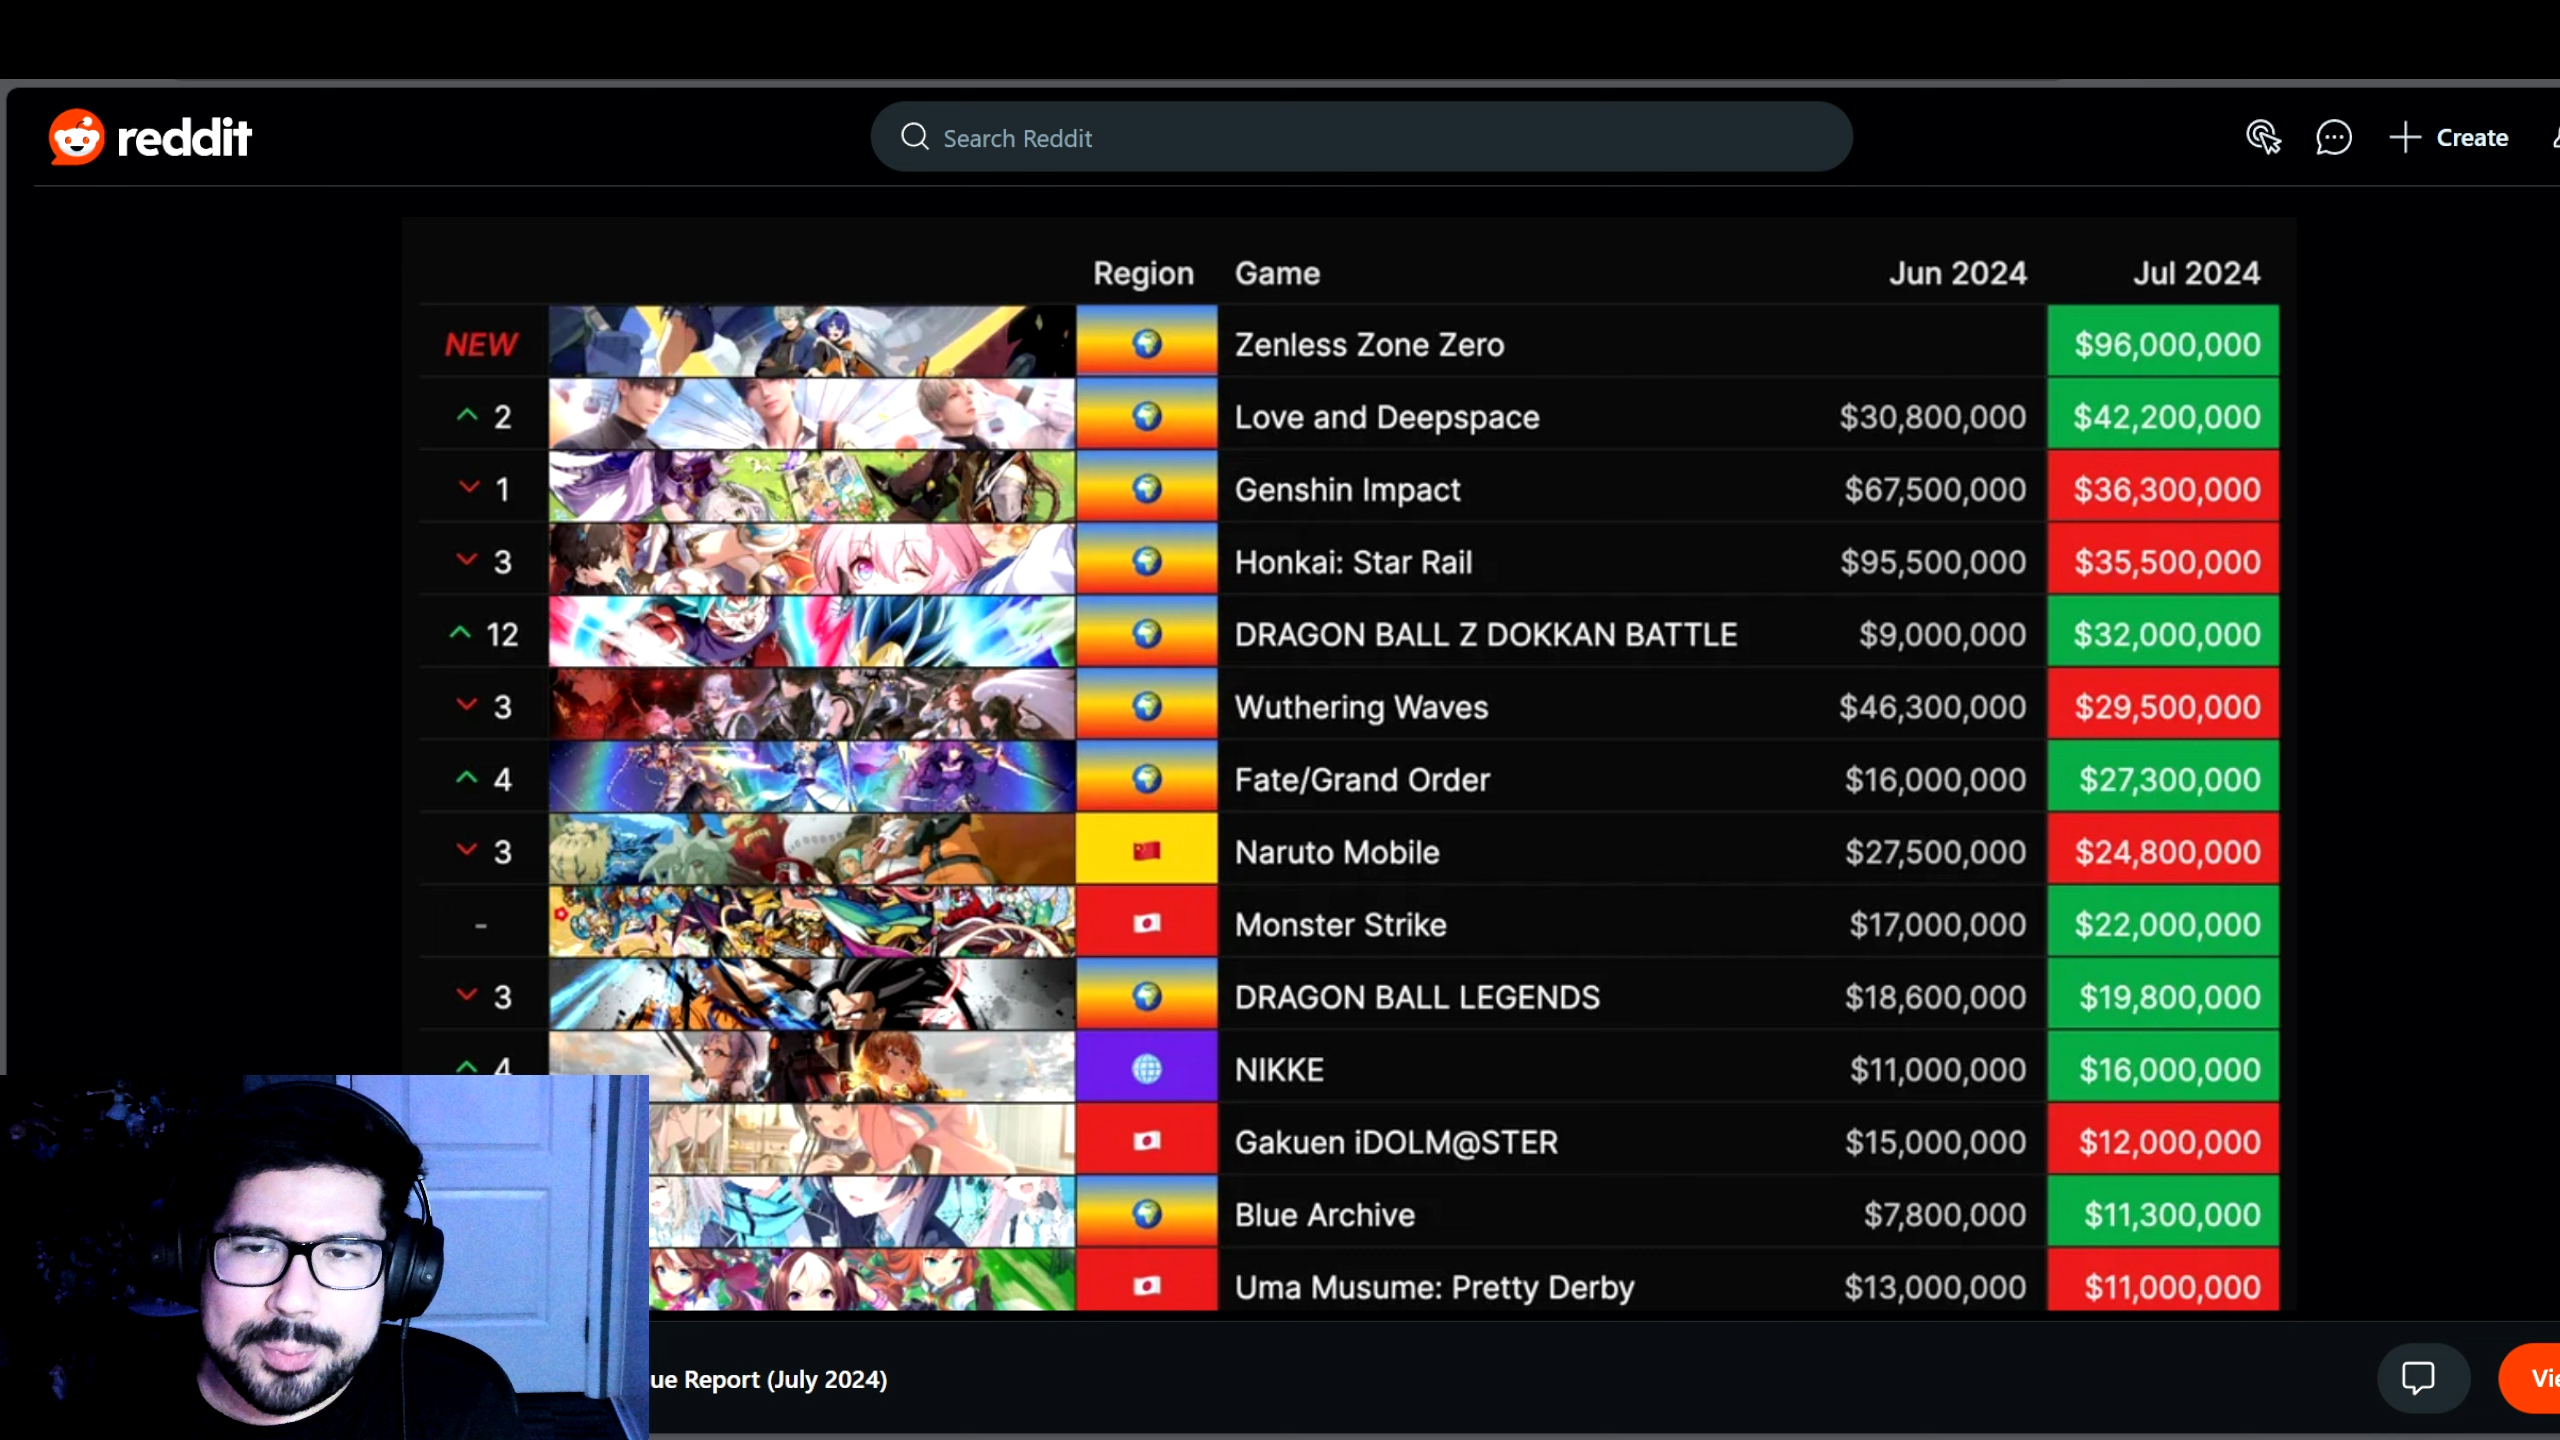 reddit
Search Reddit
Create
Region Game Jun 2024 Jul 2024
NEW Zenless Zone Zero $96,000,000
2 Love and Deepspace $30,800,000 $42,200,000
1 Genshin Impact $67,500,000 $36,300,000
3 Honkai: Star Rail $95,500,000 $35,500,000
12 DRAGON BALL Z DOKKAN BATTLE $9,000,000 $32,000,000
3 Wuthering Waves $46,300,000 $29,500,000
4 Fate/Grand Order $16,000,000 $27,300,000
3 Naruto Mobile $27,500,000 $24,800,000
- Monster Strike $17,000,000 $22,000,000
3 DRAGON BALL LEGENDS $18,600,000 $19,800,000
4 NIKKE $11,000,000 $16,000,000
Gakuen iDOLM@STER $15,000,000 $12,000,000
Blue Archive $7,800,000 $11,300,000
Uma Musume: Pretty Derby $13,000,000 $11,000,000
ue Report (July 2024)
Vie